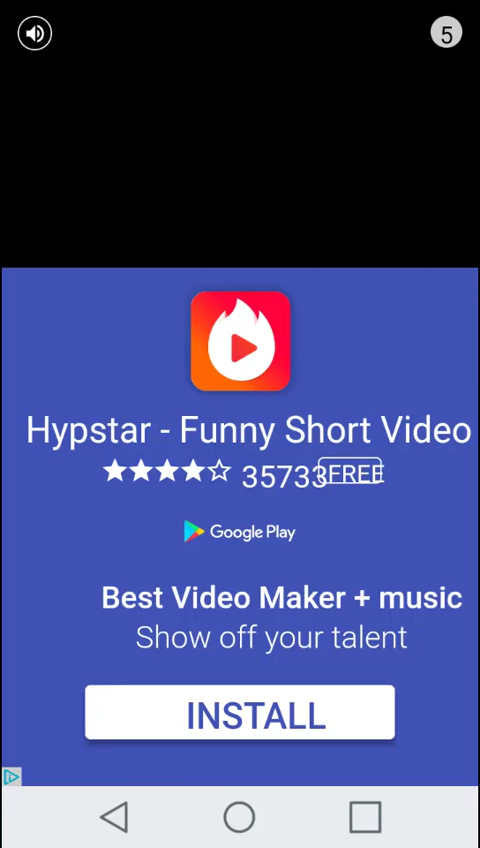 5
Hypstar - Funny Short Video
35733 FREE
Google Play
Best Video Maker + music
Show off your talent
INSTALL